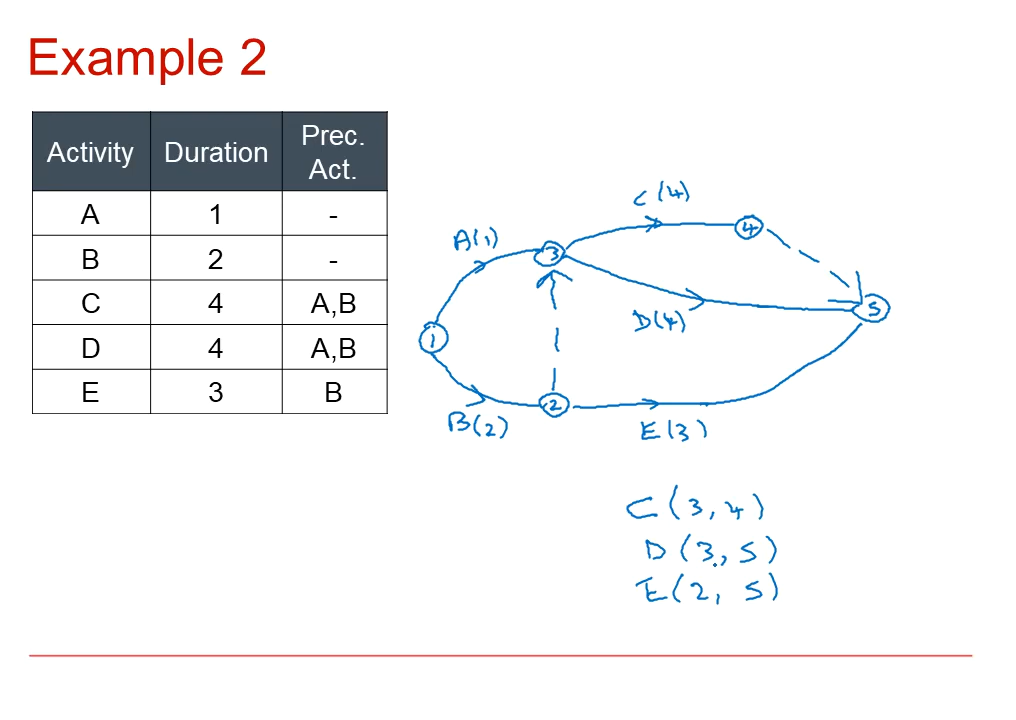 Example 2
Activity Duration Prec. Act.
A 1 -
B 2 -
C 4 A,B
D 4 A,B
E 3 B
C(4)
4
A(1)
3
D(4)
5
1
2
B(2)
E(3)
C(3,4)
D(3,5)
E(2,5)